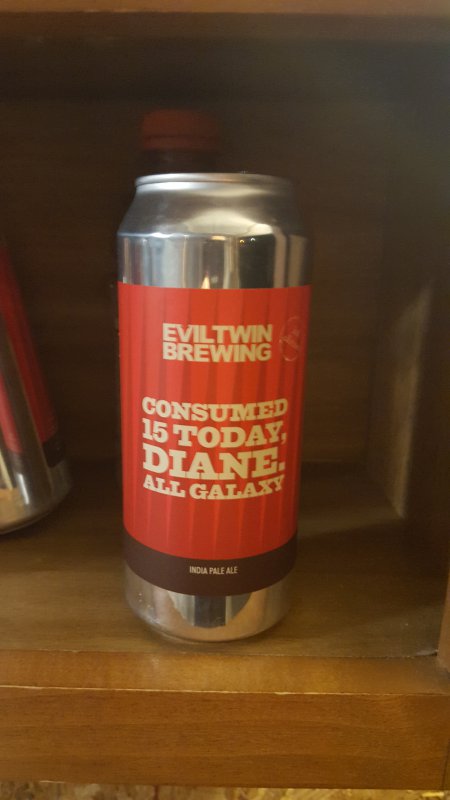 EVILTWIN
BREWING
CONSUMED
15 TODAY,
DIANE.
ALL GALAXY
INDIA PALE ALE